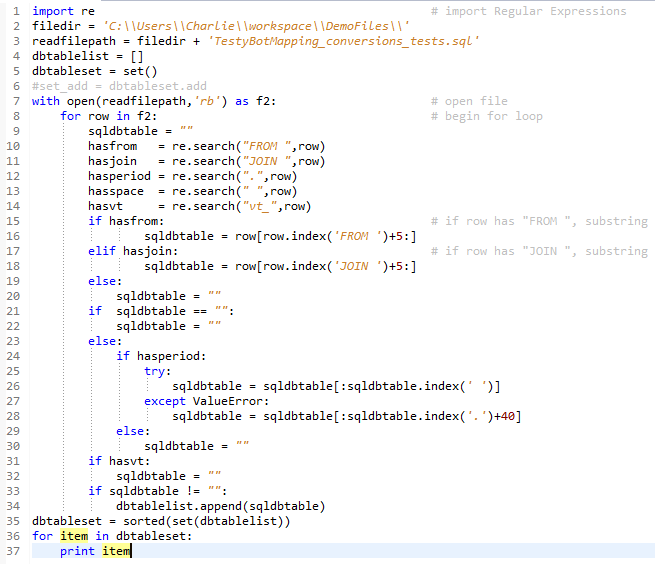 1 import re # import Regular Expressions
2 filedir = 'C:\\Users\\Charlie\\workspace\\DemoFiles\\'
3 readfilepath = filedir + 'TestyBotMapping_conversions_tests.sql'
4 dbtablelist = []
5 dbtableset = set()
6 #set_add = dbtableset.add
7 with open(readfilepath,'rb') as f2: # open file
8     for row in f2: # begin for loop
9         sqldbtable = ""
10         hasfrom   = re.search("FROM ",row)
11         hasjoin   = re.search("JOIN ",row)
12         hasperiod = re.search(".",row)
13         hasspace  = re.search(" ",row)
14         hasvt     = re.search("vt_",row)
15         if hasfrom: # if row has "FROM ", substring
16                 sqldbtable = row[row.index('FROM ')+5:]
17         elif hasjoin: # if row has "JOIN ", substring
18                 sqldbtable = row[row.index('JOIN ')+5:]
19         else:
20             sqldbtable = ""
21         if  sqldbtable == "":
22             sqldbtable = ""
23         else:
24             if hasperiod:
25                 try:
26                     sqldbtable = sqldbtable[:sqldbtable.index(' ')]
27                 except ValueError:
28                     sqldbtable = sqldbtable[:sqldbtable.index('.')+40]
29             else:
30                 sqldbtable = ""
31         if hasvt:
32             sqldbtable = ""
33         if sqldbtable != "":
34             dbtablelist.append(sqldbtable)
35 dbtableset = sorted(set(dbtablelist))
36 for item in dbtableset:
37     print item